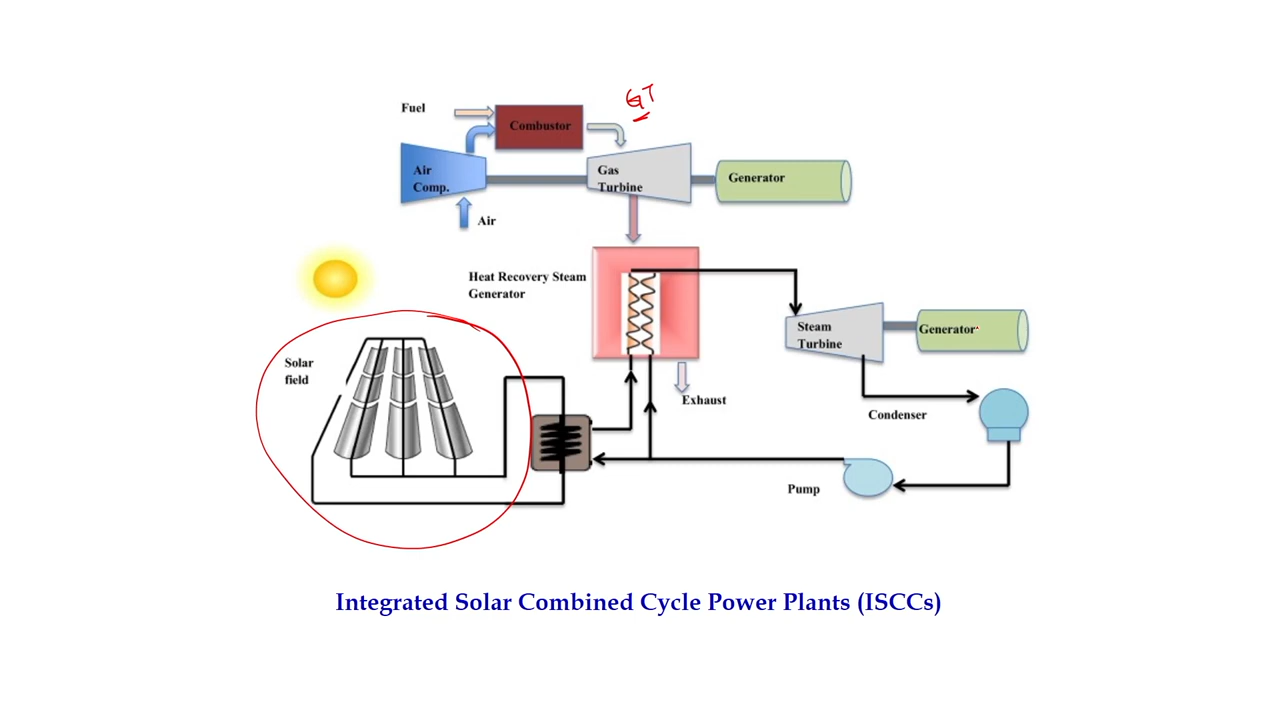 GT
Fuel
Combustor
Air
Comp.
Gas
Turbine
Generator
Air
Heat Recovery Steam
Generator
Steam
Turbine
Generator
Solar
field
Exhaust
Condenser
Pump
Integrated Solar Combined Cycle Power Plants (ISCCs)